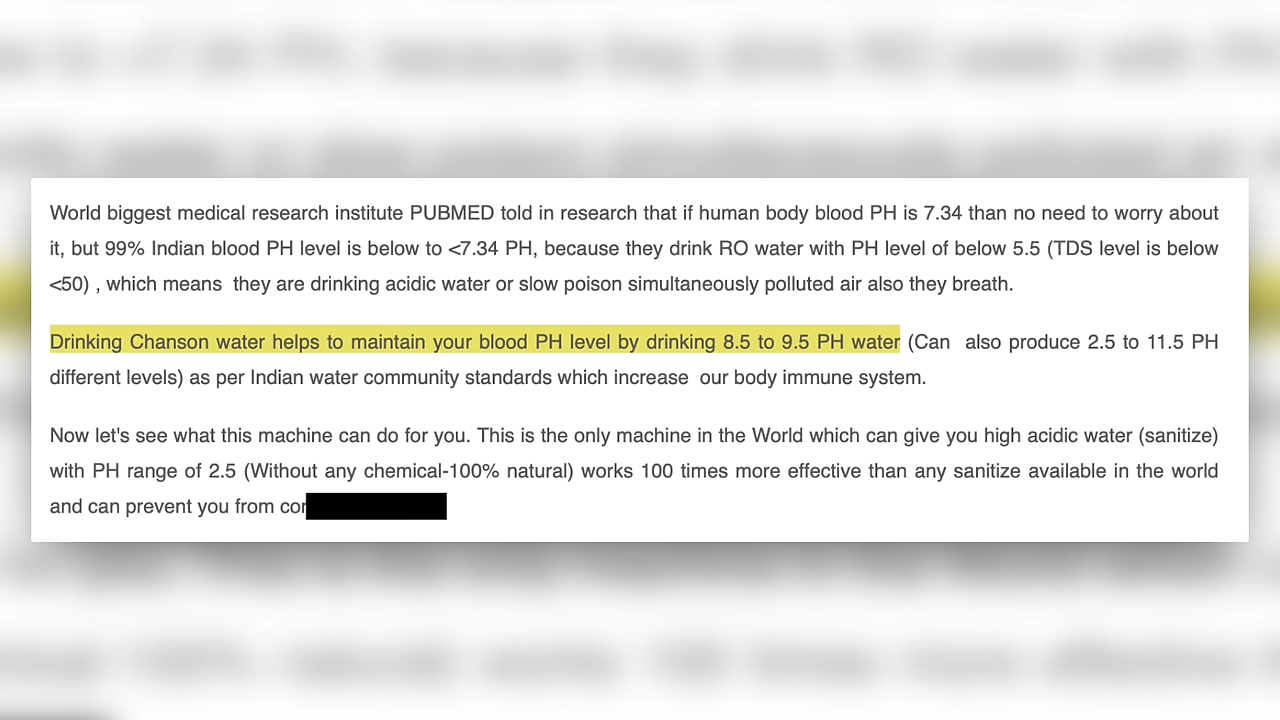 World biggest medical research institute PUBMED told in research that if human body blood PH is 7.34 than no need to worry about
it, but 99% Indian blood PH level is below to <7.34 PH, because they drink RO water with PH level of below 5.5 (TDS level is below
<50) , which means they are drinking acidic water or slow poison simultaneously polluted air also they breath.
Drinking Chanson water helps to maintain your blood PH level by drinking 8.5 to 9.5 PH water (Can also produce 2.5 to 11.5 PH
different levels) as per Indian water community standards which increase our body immune system.
Now let's see what this machine can do for you. This is the only machine in the World which can give you high acidic water (sanitize)
with PH range of 2.5 (Without any chemical-100% natural) works 100 times more effective than any sanitize available in the world
and can prevent you from